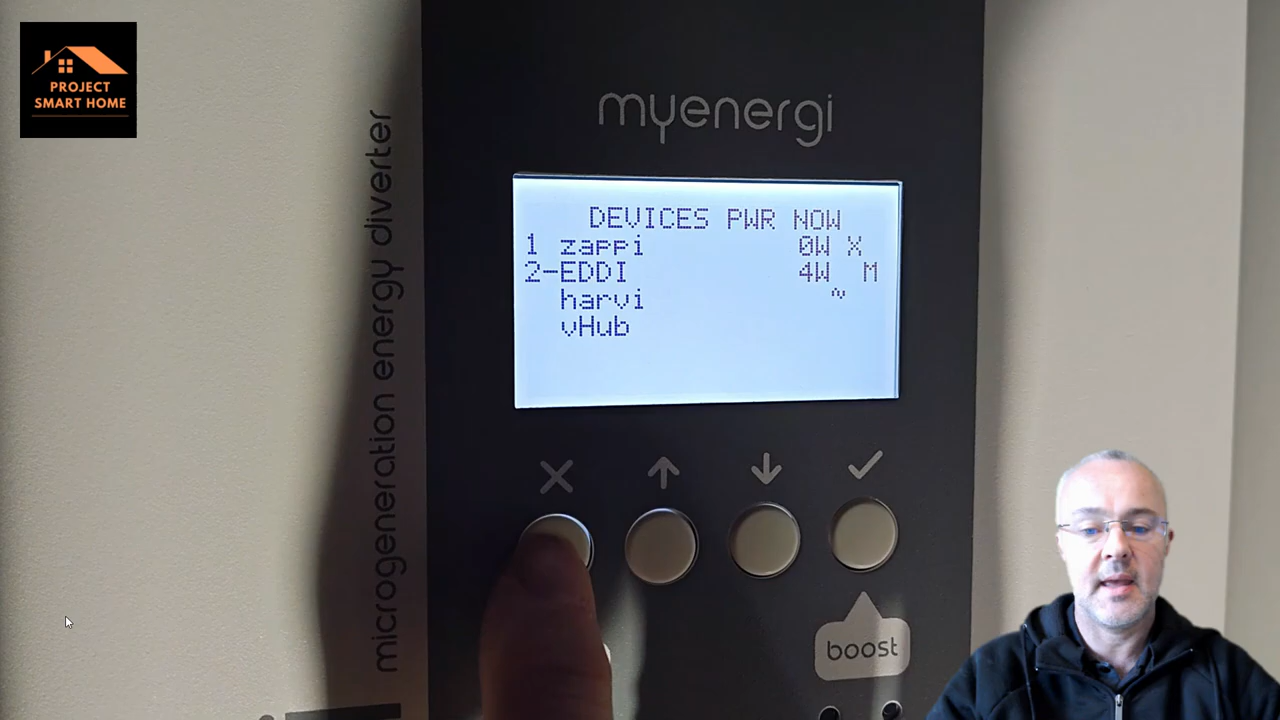 PROJECT
SMART HOME
microgeneration energy diverter
myenergi
DEVICES PWR NOW
1 zappi 0W X
2-EDDI 4W M
harvi ~
vHub
boost